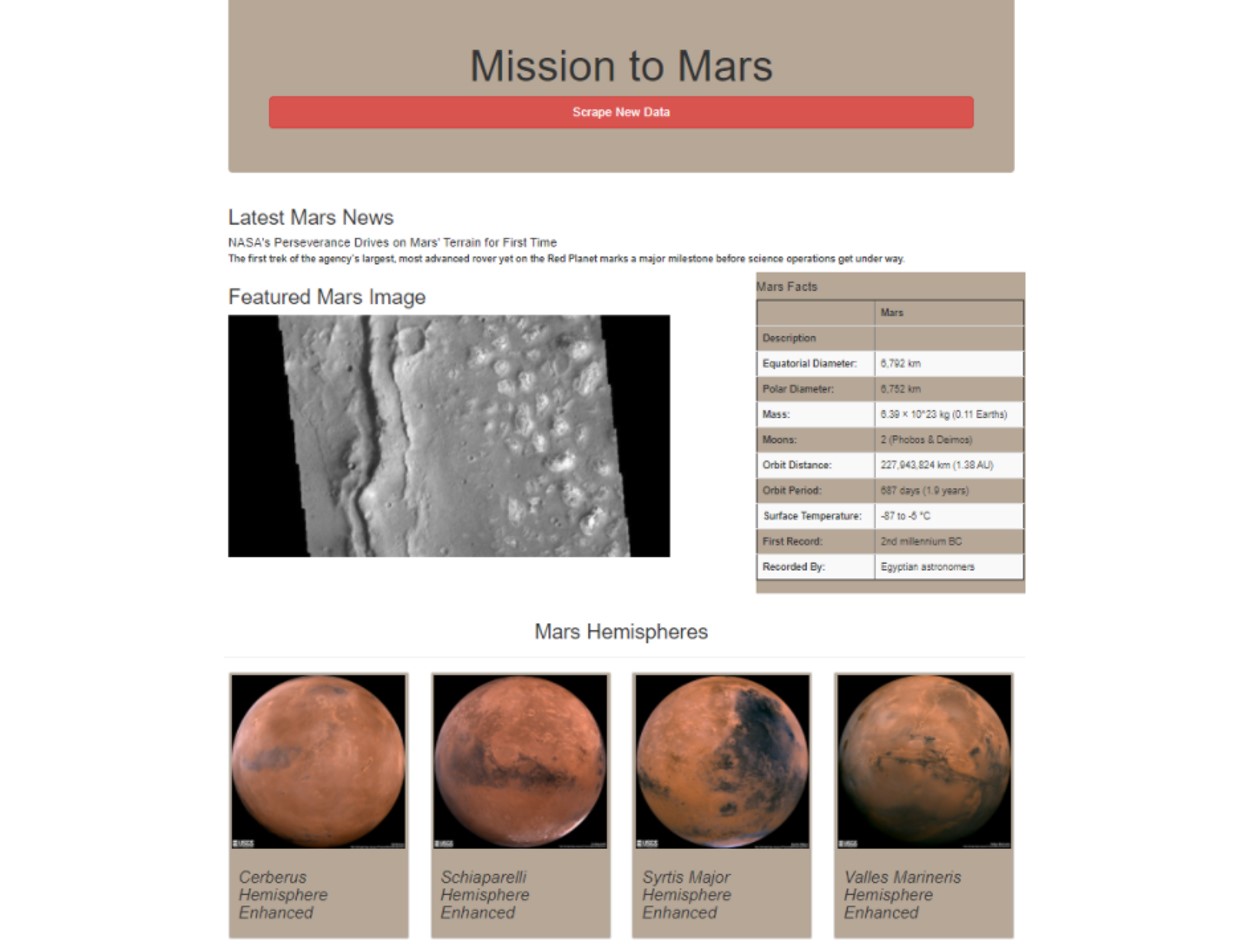 Mission to Mars
Scrape New Data
Latest Mars News
NASA's Perseverance Drives on Mars' Terrain for First Time
The first trek of the agency's largest, most advanced rover yet on the Red Planet marks a major milestone before science operations get under way.
Featured Mars Image
Mars Facts
Mars
Description
Equatorial Diameter: 6,792 km
Polar Diameter: 6,752 km
Mass: 6.39 × 10^23 kg (0.11 Earths)
Moons: 2 (Phobos & Deimos)
Orbit Distance: 227,943,824 km (1.38 AU)
Orbit Period: 687 days (1.9 years)
Surface Temperature: -87 to -5 °C
First Record: 2nd millennium BC
Recorded By: Egyptian astronomers
Mars Hemispheres
USGS
USGS
USGS
USGS
Cerberus
Hemisphere
Enhanced
Schiaparelli
Hemisphere
Enhanced
Syrtis Major
Hemisphere
Enhanced
Valles Marineris
Hemisphere
Enhanced